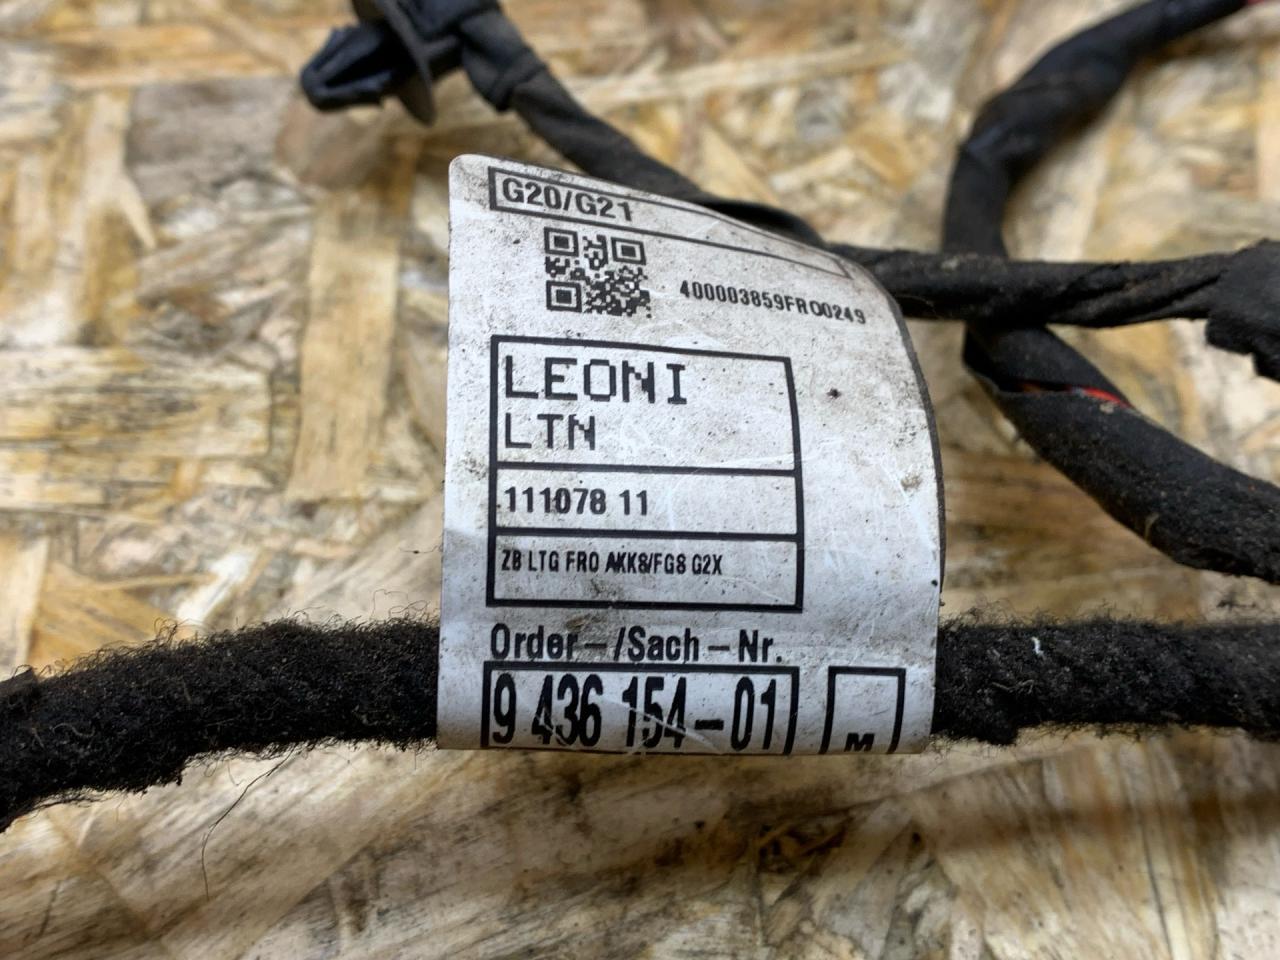 G20/G21
400003859FRO0249
LEONI
LTN
111078 11
ZB LTG FRO AKK8/FG8 G2X
Order-/Sach-Nr.
9 436 154-01
M